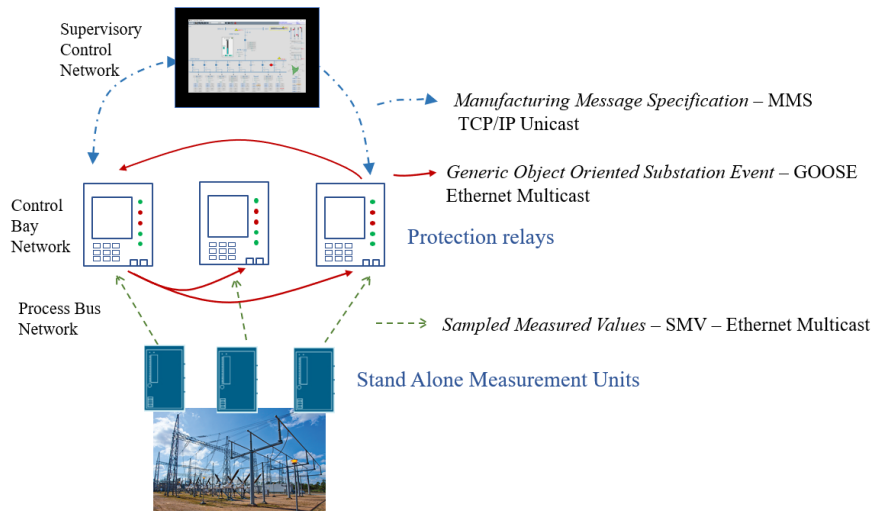 Supervisory
Control
Network
Manufacturing Message Specification – MMS
TCP/IP Unicast
Generic Object Oriented Substation Event – GOOSE
Ethernet Multicast
Control
Bay
Network
Protection relays
Process Bus
Network
Sampled Measured Values – SMV – Ethernet Multicast
Stand Alone Measurement Units